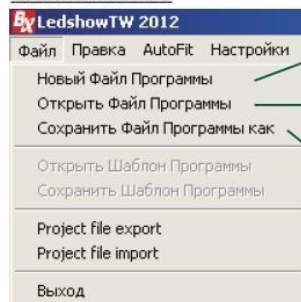 BX LedshowTW 2012
Файл Правка AutoFit Настройки
Новый Файл Программы
Открыть Файл Программы
Сохранить Файл Программы как
Открыть Шаблон Программы
Сохранить Шаблон Программы
Project file export
Project file import
Выход